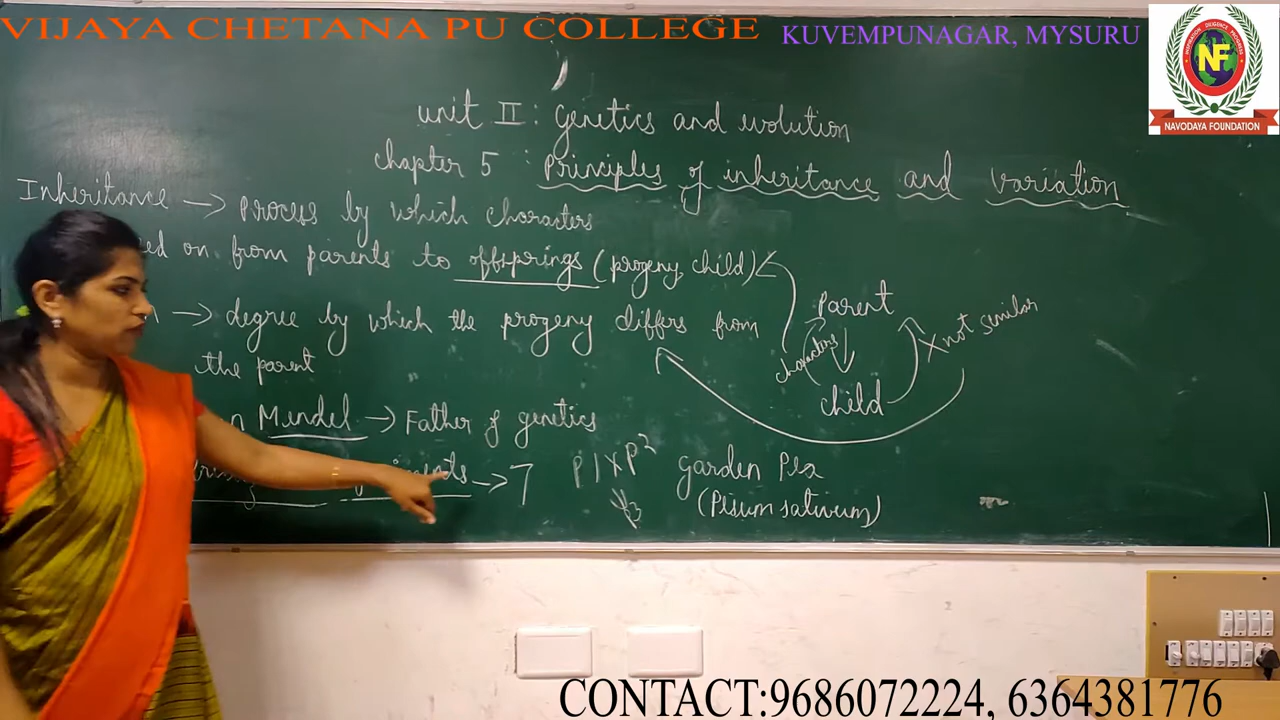 VIJAYA CHETANA PU COLLEGE KUVEMPUNAGAR, MYSURU
NF
NAVODAYA FOUNDATION
Unit II: Genetics and evolution
Chapter 5: Principles of inheritance and variation
Inheritance → Process by which characters
ed on from parents to offsprings (progeny, child)
n → degree by which the progeny differs from
the parent
Parent
characters
child
X not similar
n Mendel → Father of genetics
→ 7 P1 X P2 garden Pea
(Pisum sativum)
CONTACT:9686072224, 6364381776